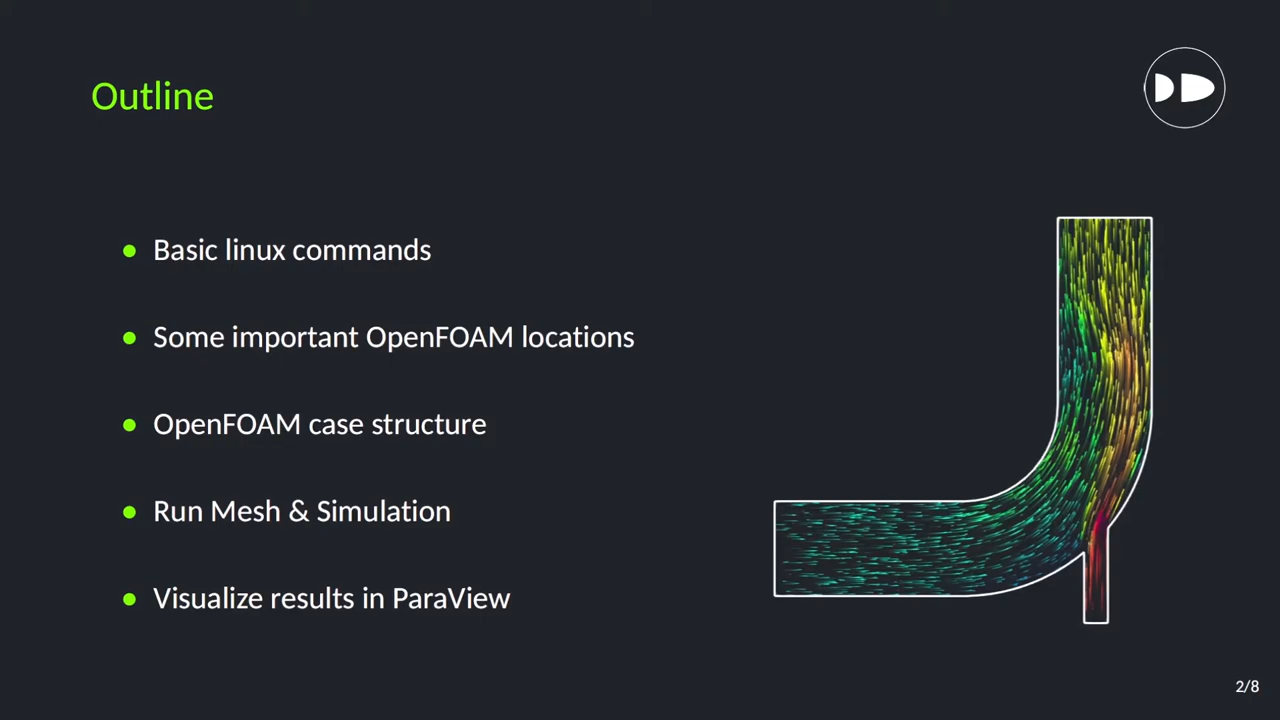 Outline
Basic linux commands
Some important OpenFOAM locations
OpenFOAM case structure
Run Mesh & Simulation
Visualize results in ParaView
2/8